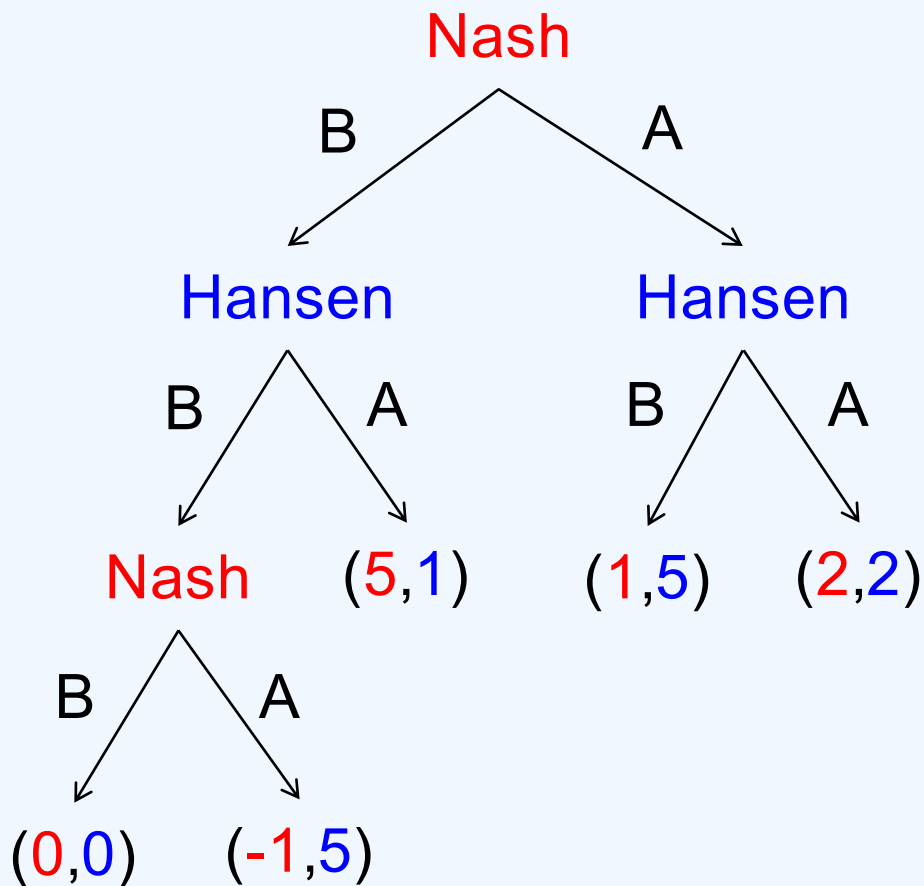 Nash
B A
Hansen Hansen
B A B A
Nash (5,1) (1,5) (2,2)
B A
(0,0) (-1,5)